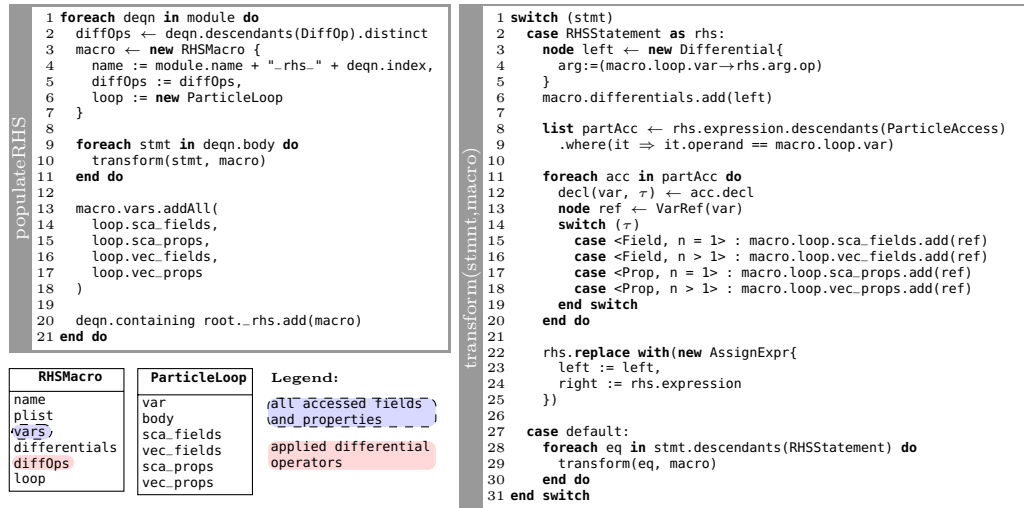 populateRHS
1 foreach deqn in module do
2 diffOps ← deqn.descendants(DiffOp).distinct
3 macro ← new RHSMacro {
4 name := module.name + "_rhs_" + deqn.index,
5 diffOps := diffOps,
6 loop := new ParticleLoop
7 }
8
9 foreach stmt in deqn.body do
10 transform(stmt, macro)
11 end do
12
13 macro.vars.addAll(
14 loop.sca_fields,
15 loop.sca_props,
16 loop.vec_fields,
17 loop.vec_props
18 )
19
20 deqn.containing root._rhs.add(macro)
21 end do
RHSMacro
name
plist
vars
differentials
diffOps
loop
ParticleLoop
var
body
sca_fields
vec_fields
sca_props
vec_props
Legend:
all accessed fields
and properties
applied differential
operators
transform(stmnt,macro)
1 switch (stmt)
2 case RHSStatement as rhs:
3 node left ← new Differential{
4 arg:=(macro.loop.var→rhs.arg.op)
5 }
6 macro.differentials.add(left)
7
8 list partAcc ← rhs.expression.descendants(ParticleAccess)
9 .where(it ⇒ it.operand == macro.loop.var)
10
11 foreach acc in partAcc do
12 decl(var, τ) ← acc.decl
13 node ref ← VarRef(var)
14 switch (τ)
15 case <Field, n = 1> : macro.loop.sca_fields.add(ref)
16 case <Field, n > 1> : macro.loop.vec_fields.add(ref)
17 case <Prop, n = 1> : macro.loop.sca_props.add(ref)
18 case <Prop, n > 1> : macro.loop.vec_props.add(ref)
19 end switch
20 end do
21
22 rhs.replace with(new AssignExpr{
23 left := left,
24 right := rhs.expression
25 })
26
27 case default:
28 foreach eq in stmt.descendants(RHSStatement) do
29 transform(eq, macro)
30 end do
31 end switch